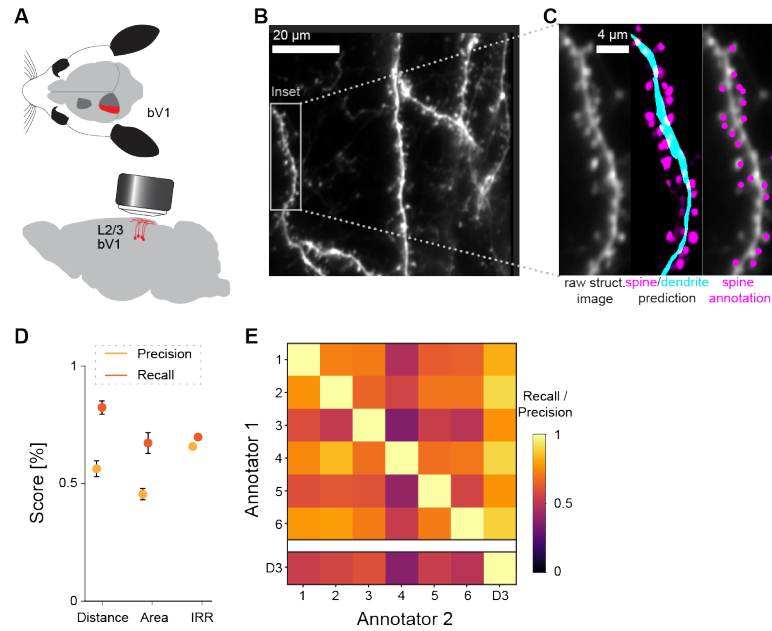 A
bV1
L2/3
bV1
B
20 μm
Inset
C
4 μm
raw struct.
image
spine/dendrite
prediction
spine
annotation
D
Precision
Recall
1
0.5
0
Score [%]
Distance
Area
IRR
E
Annotator 1
1
2
3
4
5
6
D3
1
2
3
4
5
6
D3
Annotator 2
Recall /
Precision
1
0.5
0